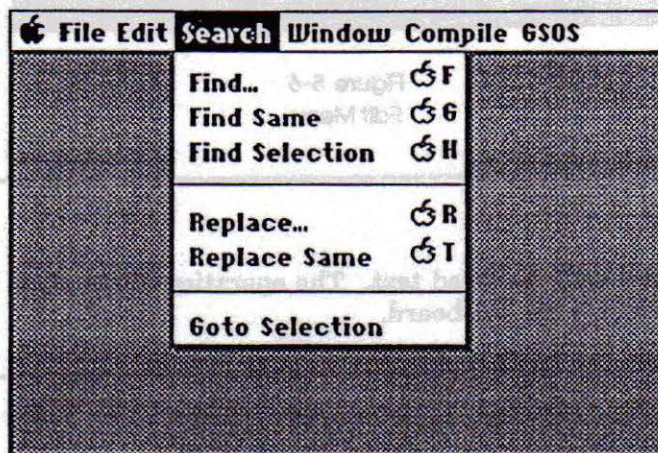 File Edit Search Window Compile GSOS
Find... F
Find Same G
Find Selection H
Replace... R
Replace Same T
Goto Selection